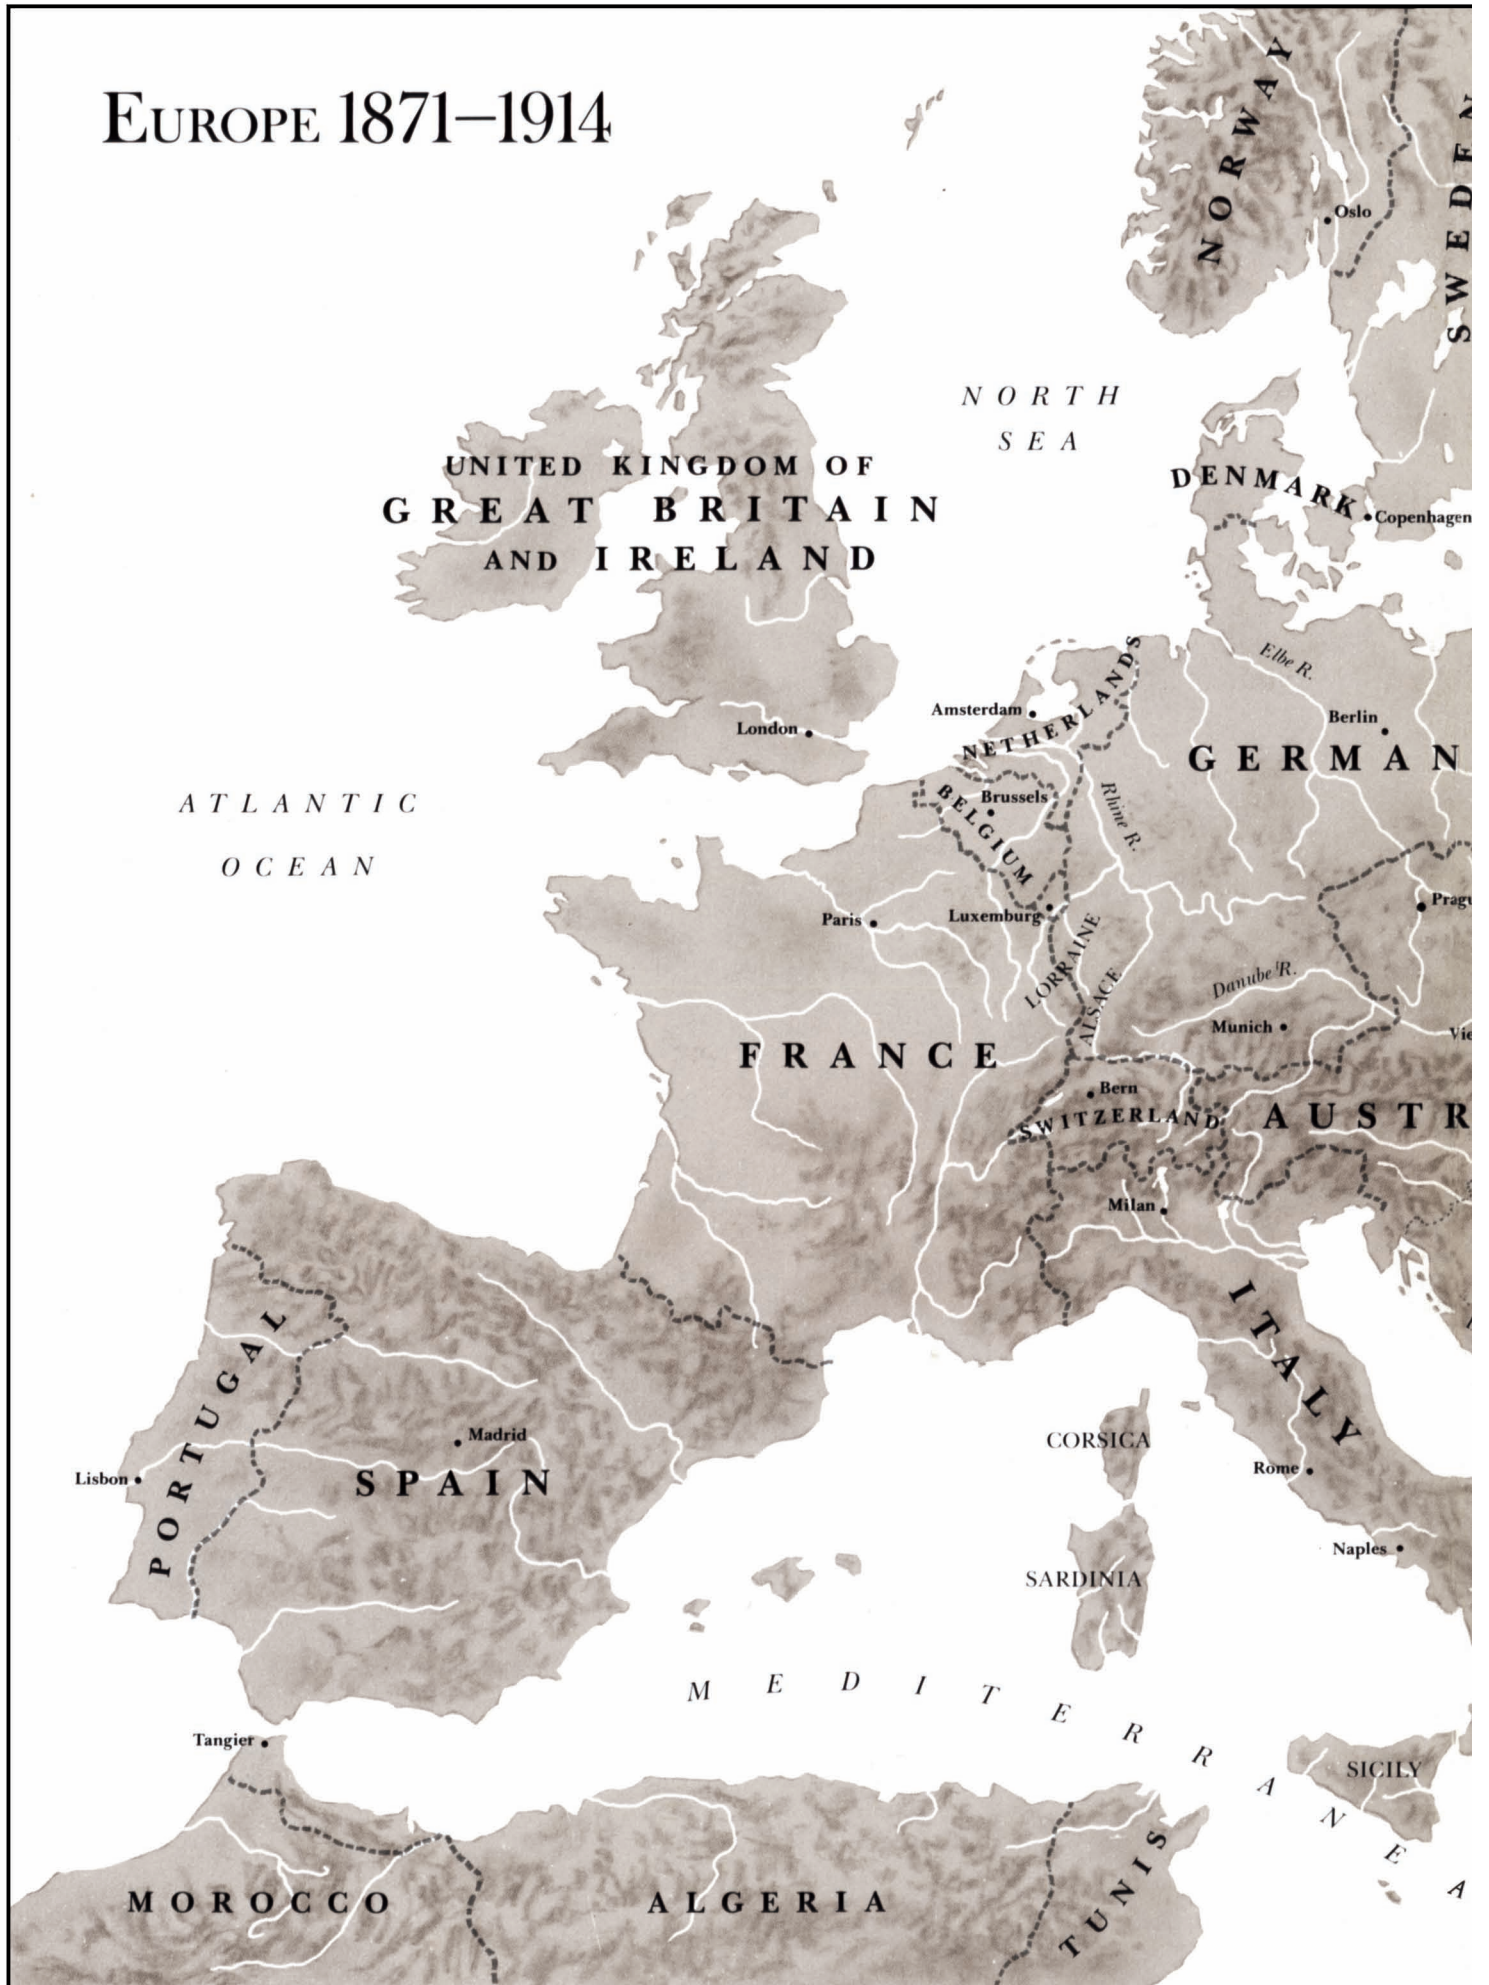 EUROPE 1871–1914
NORWAY
SWEDEN
Oslo
NORTH
SEA
UNITED KINGDOM OF
GREAT BRITAIN
AND IRELAND
DENMARK
Copenhagen
Elbe R.
Amsterdam
NETHERLANDS
London
Berlin
GERMAN
ATLANTIC
OCEAN
BELGIUM
Brussels
Rhine R.
Paris
Luxemburg
Pragu
LORRAINE
ALSACE
Danube R.
Munich
Vie
FRANCE
Bern
SWITZERLAND
AUSTR
Milan
ITALY
PORTUGAL
Madrid
CORSICA
Lisbon
SPAIN
Rome
Naples
SARDINIA
MEDITERRANEA
Tangier
SICILY
MOROCCO
ALGERIA
TUNIS